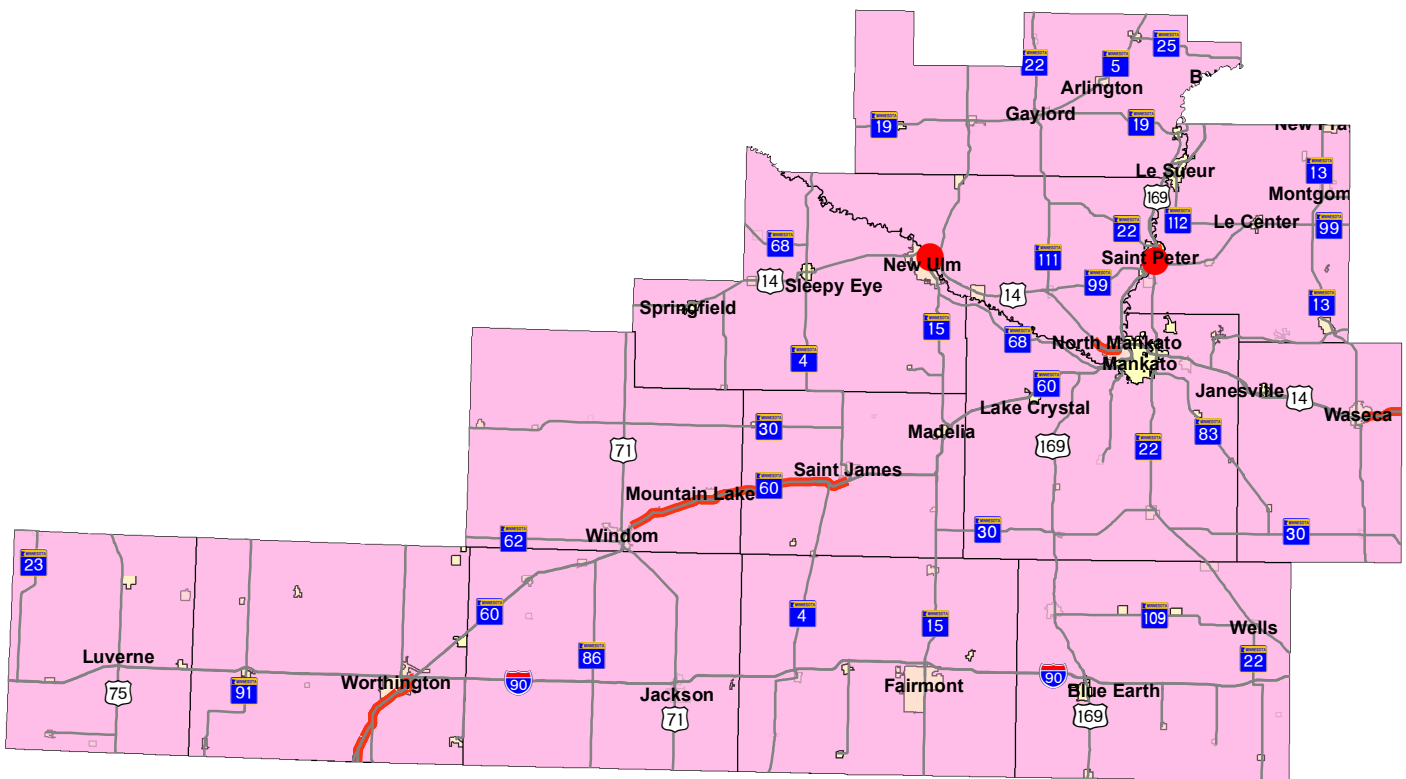 25
22
5
B
Arlington
Gaylord
19
19
Le Sueur
13
169
Montgom
22
112
Le Center
99
68
111
Saint Peter
New Ulm
14
Sleepy Eye
99
14
Springfield
13
15
68
North Mankato
4
Mankato
60
Janesville
14
Lake Crystal
Waseca
30
Madelia
83
71
169
22
Saint James
60
Mountain Lake
62
Windom
30
30
23
60
4
15
109
Wells
Luverne
86
22
91
Worthington
90
90
75
Jackson
Fairmont
Blue Earth
71
169